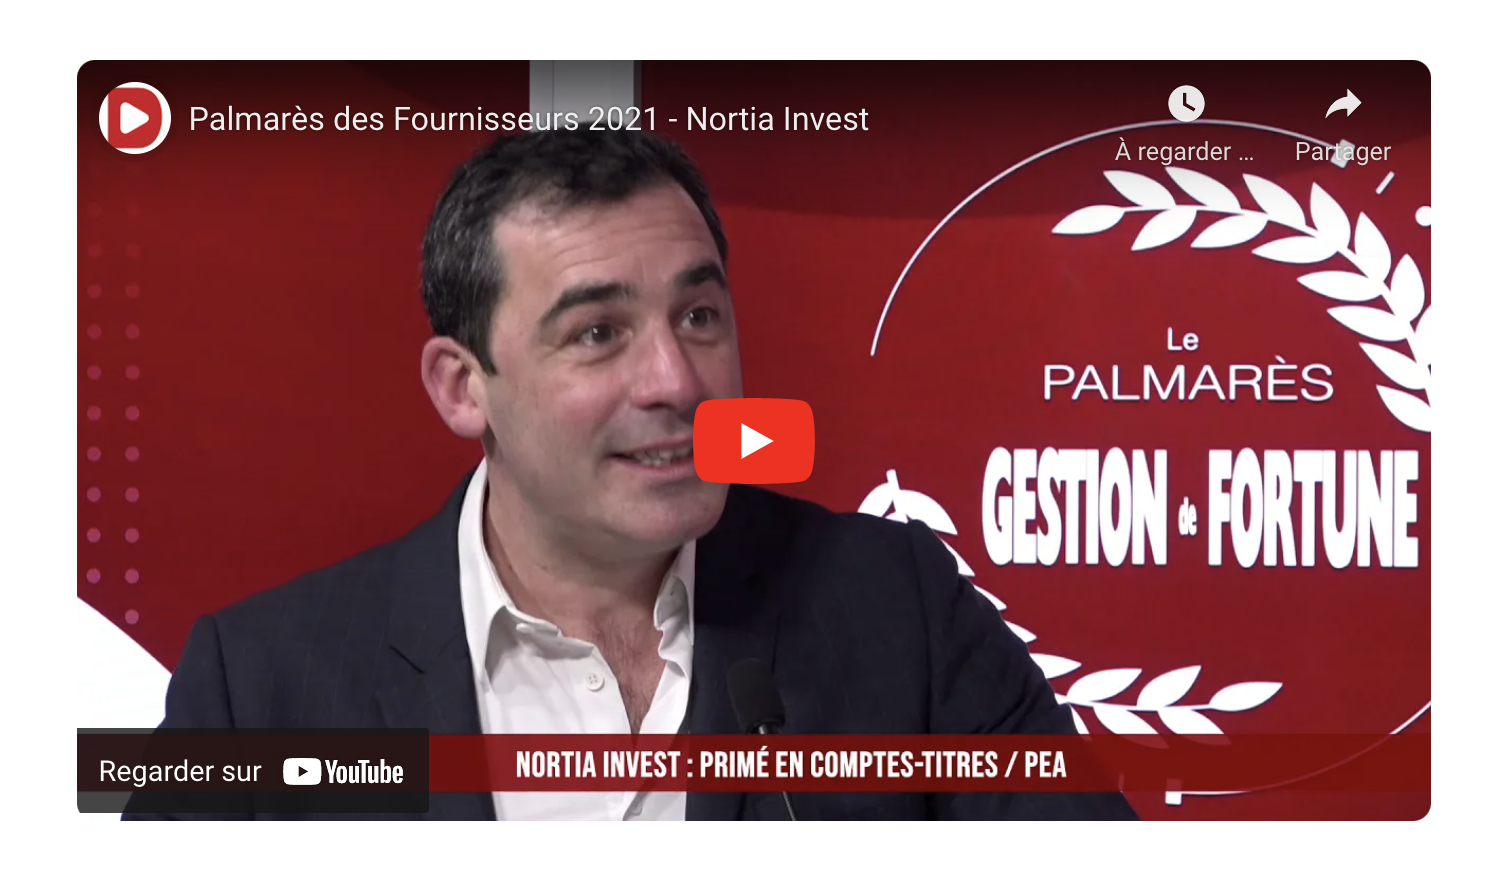 Palmarès des Fournisseurs 2021 - Nortia Invest
À regarder ...
Partager
Le
PALMARÈS
GESTION de FORTUNE
NORTIA INVEST : PRIMÉ EN COMPTES-TITRES / PEA
Regarder sur YouTube